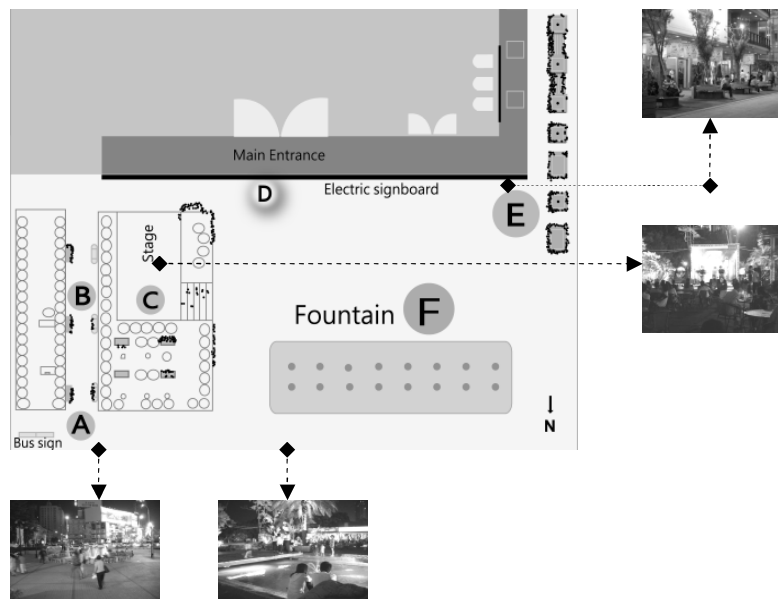 Main Entrance
D
Electric signboard
E
Stage
B
C
Fountain F
A
Bus sign
N